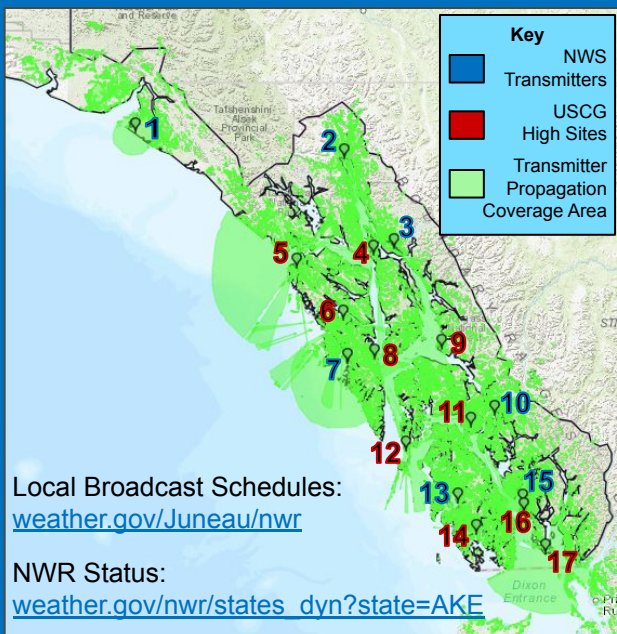 and Reserve
Key
NWS
Transmitters
USCG
High Sites
Transmitter
Propagation
Coverage Area
Tatshenshini-
Alsek
Provincial
Park
1
2
3
4
5
6
7
8
9
10
11
12
13
14
15
16
17
Local Broadcast Schedules:
weather.gov/Juneau/nwr
NWR Status:
weather.gov/nwr/states_dyn?state=AKE
Dixon
Entrance